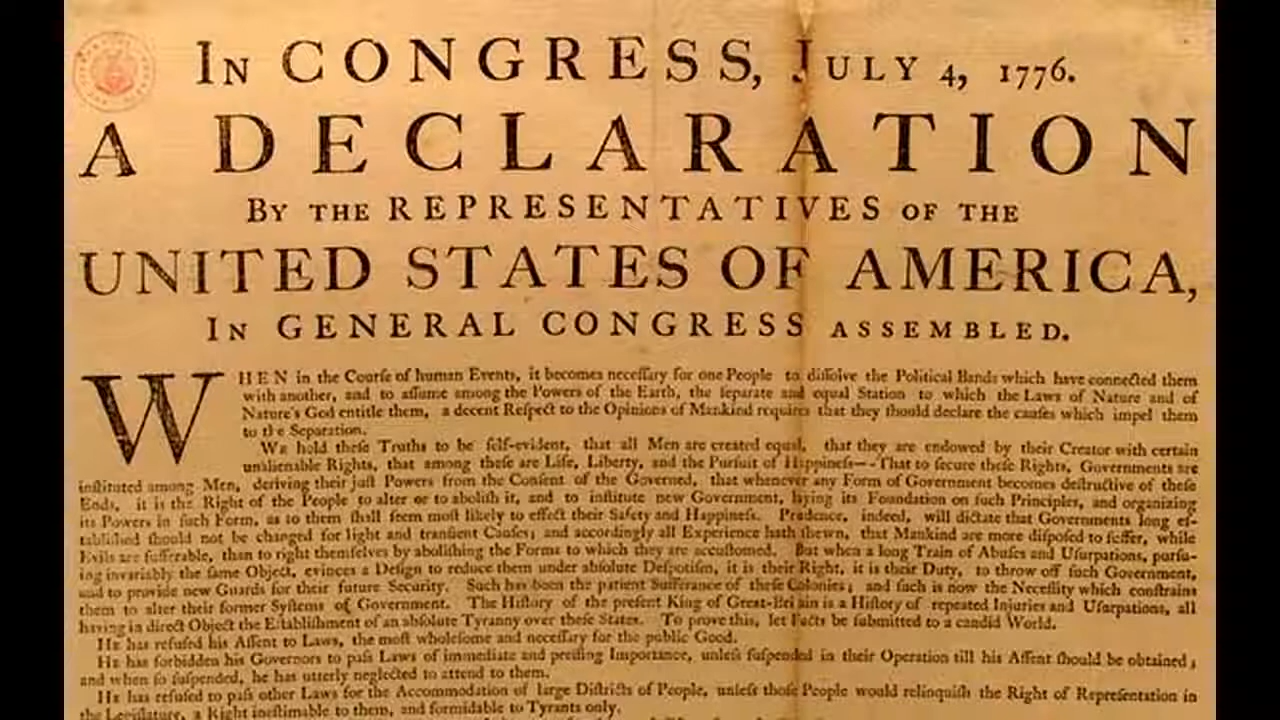 In CONGRESS, July 4, 1776.
A DECLARATION
By the REPRESENTATIVES of the
UNITED STATES OF AMERICA,
In GENERAL CONGRESS assembled.
WHEN in the Courſe of human Events, it becomes neceſſary for one People to diſſolve the Political Bands which have connected them
with another, and to aſſume among the Powers of the Earth, the ſeparate and equal Station to which the Laws of Nature and of
Nature's God entitle them, a decent Reſpect to the Opinions of Mankind requires that they ſhould declare the cauſes which impel them
to the Separation.
We hold theſe Truths to be ſelf-evident, that all Men are created equal, that they are endowed by their Creator with certain
unalienable Rights, that among theſe are Life, Liberty, and the Purſuit of Happineſs--That to ſecure theſe Rights, Governments are
inſtituted among Men, deriving their juſt Powers from the Conſent of the Governed, that whenever any Form of Government becomes deſtructive of theſe
Ends, it is the Right of the People to alter or to aboliſh it, and to inſtitute new Government, laying its Foundation on ſuch Principles, and organizing
its Powers in ſuch Form, as to them ſhall ſeem moſt likely to effect their Safety and Happineſs. Prudence, indeed, will dictate that Governments long eſ-
tabliſhed ſhould not be changed for light and tranſient Cauſes; and accordingly all Experience hath ſhewn, that Mankind are more diſpoſed to ſuffer, while
Evils are ſufferable, than to right themſelves by aboliſhing the Forms to which they are accuſtomed. But when a long Train of Abuſes and Uſurpations, purſu-
ing invariably the ſame Object, evinces a Deſign to reduce them under abſolute Deſpotiſm, it is their Right, it is their Duty, to throw off ſuch Government,
and to provide new Guards for their future Security. Such has been the patient Sufferance of theſe Colonies; and ſuch is now the Neceſſity which conſtrains
them to alter their former Syſtems of Government. The Hiſtory of the preſent King of Great-Britain is a Hiſtory of repeated Injuries and Uſurpations, all
having in direct Object the Eſtabliſhment of an abſolute Tyranny over theſe States. To prove this, let Facts be ſubmitted to a candid World.
He has refuſed his Aſſent to Laws, the moſt wholeſome and neceſſary for the public Good.
He has forbidden his Governors to paſs Laws of immediate and preſſing Importance, unleſs ſuſpended in their Operation till his Aſſent ſhould be obtained;
and when ſo ſuſpended, he has utterly neglected to attend to them.
He has refuſed to paſs other Laws for the Accommodation of large Diſtricts of People, unleſs thoſe People would relinquiſh the Right of Repreſentation in
the Legiſlature, a Right ineſtimable to them, and formidable to Tyrants only.